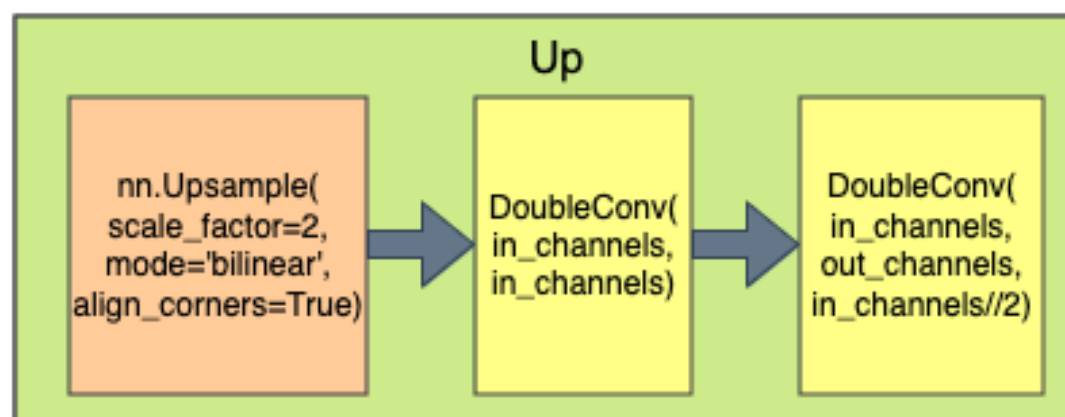 Up
nn.Upsample(
scale_factor=2,
mode='bilinear',
align_corners=True)
DoubleConv(
in_channels,
in_channels)
DoubleConv(
in_channels,
out_channels,
in_channels//2)